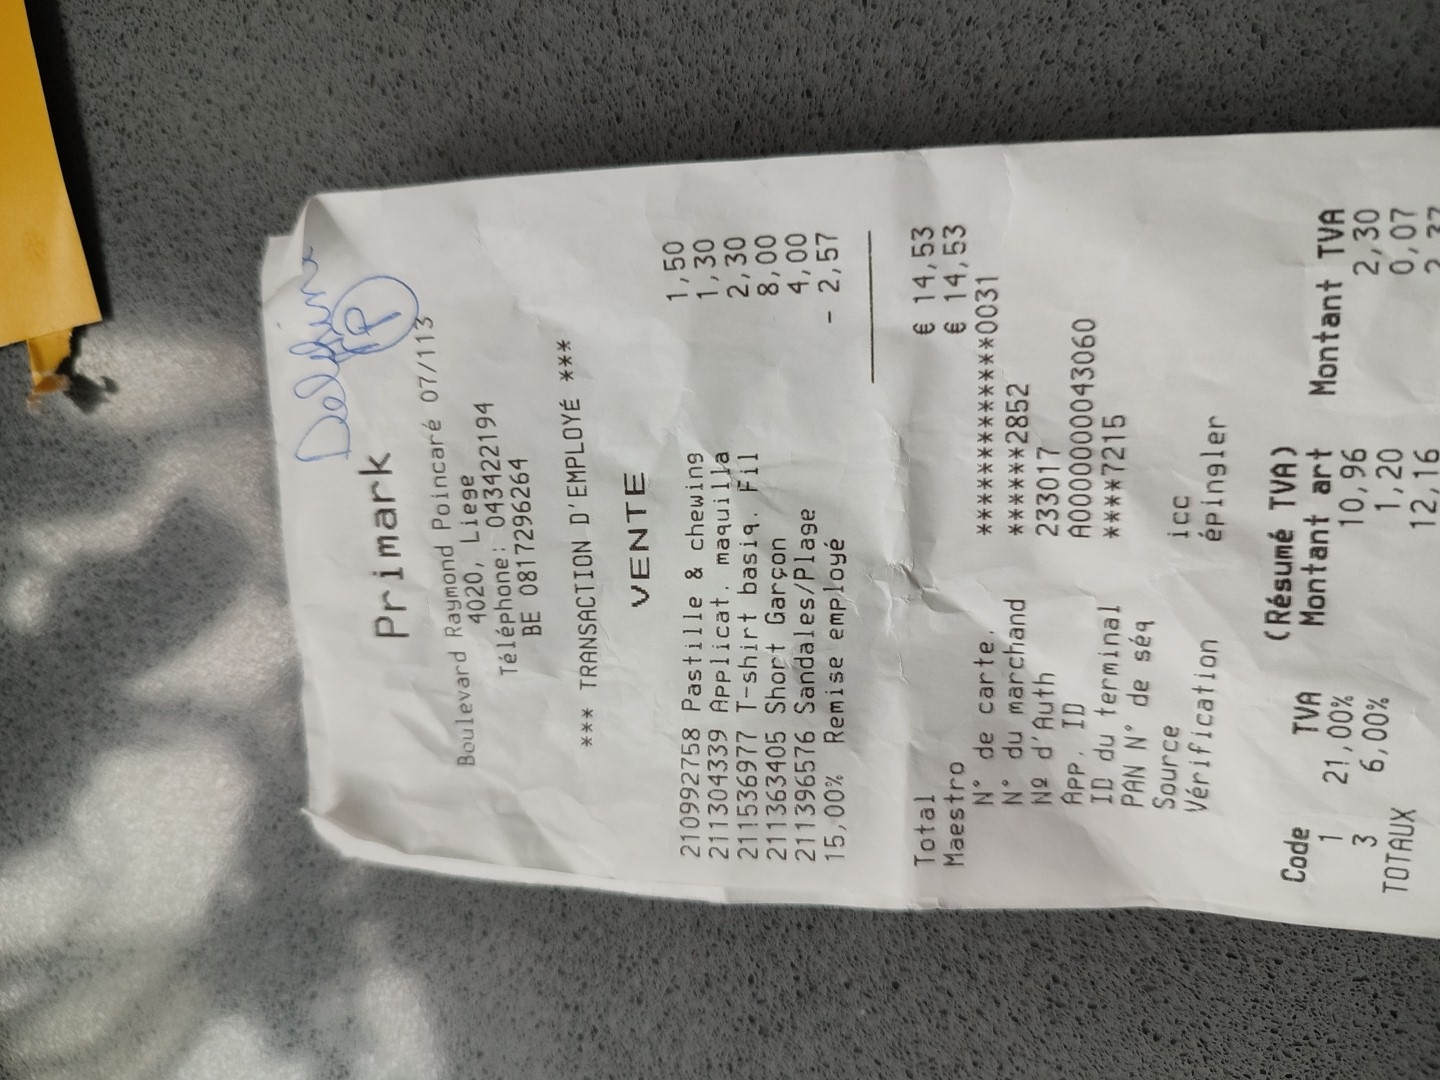 Delphine
Primark
Boulevard Raymond Poincaré 07/113
4020, Liege
Téléphone: 043422194
BE 0817296264
*** TRANSACTION D'EMPLOYÉ ***
VENTE
210992758 Pastille & chewing 1,50
211304339 Applicat. maquilla 1,30
211536977 T-shirt basiq. Fil 2,30
211363405 Short Garçon 8,00
211396576 Sandales/Plage 4,00
15,00% Remise employé - 2,57
Total € 14,53
Maestro € 14,53
N° de carte. ****************0031
N° du marchand ******2852
Nº d'Auth 233017
App. ID A0000000043060
ID du terminal ****7215
PAN N° de séq
Source icc
Vérification épingler
(Résumé TVA)
Code TVA Montant art Montant TVA
1 21,00% 10,96 2,30
3 6,00% 1,20 0,07
TOTAUX 12,16 2,37